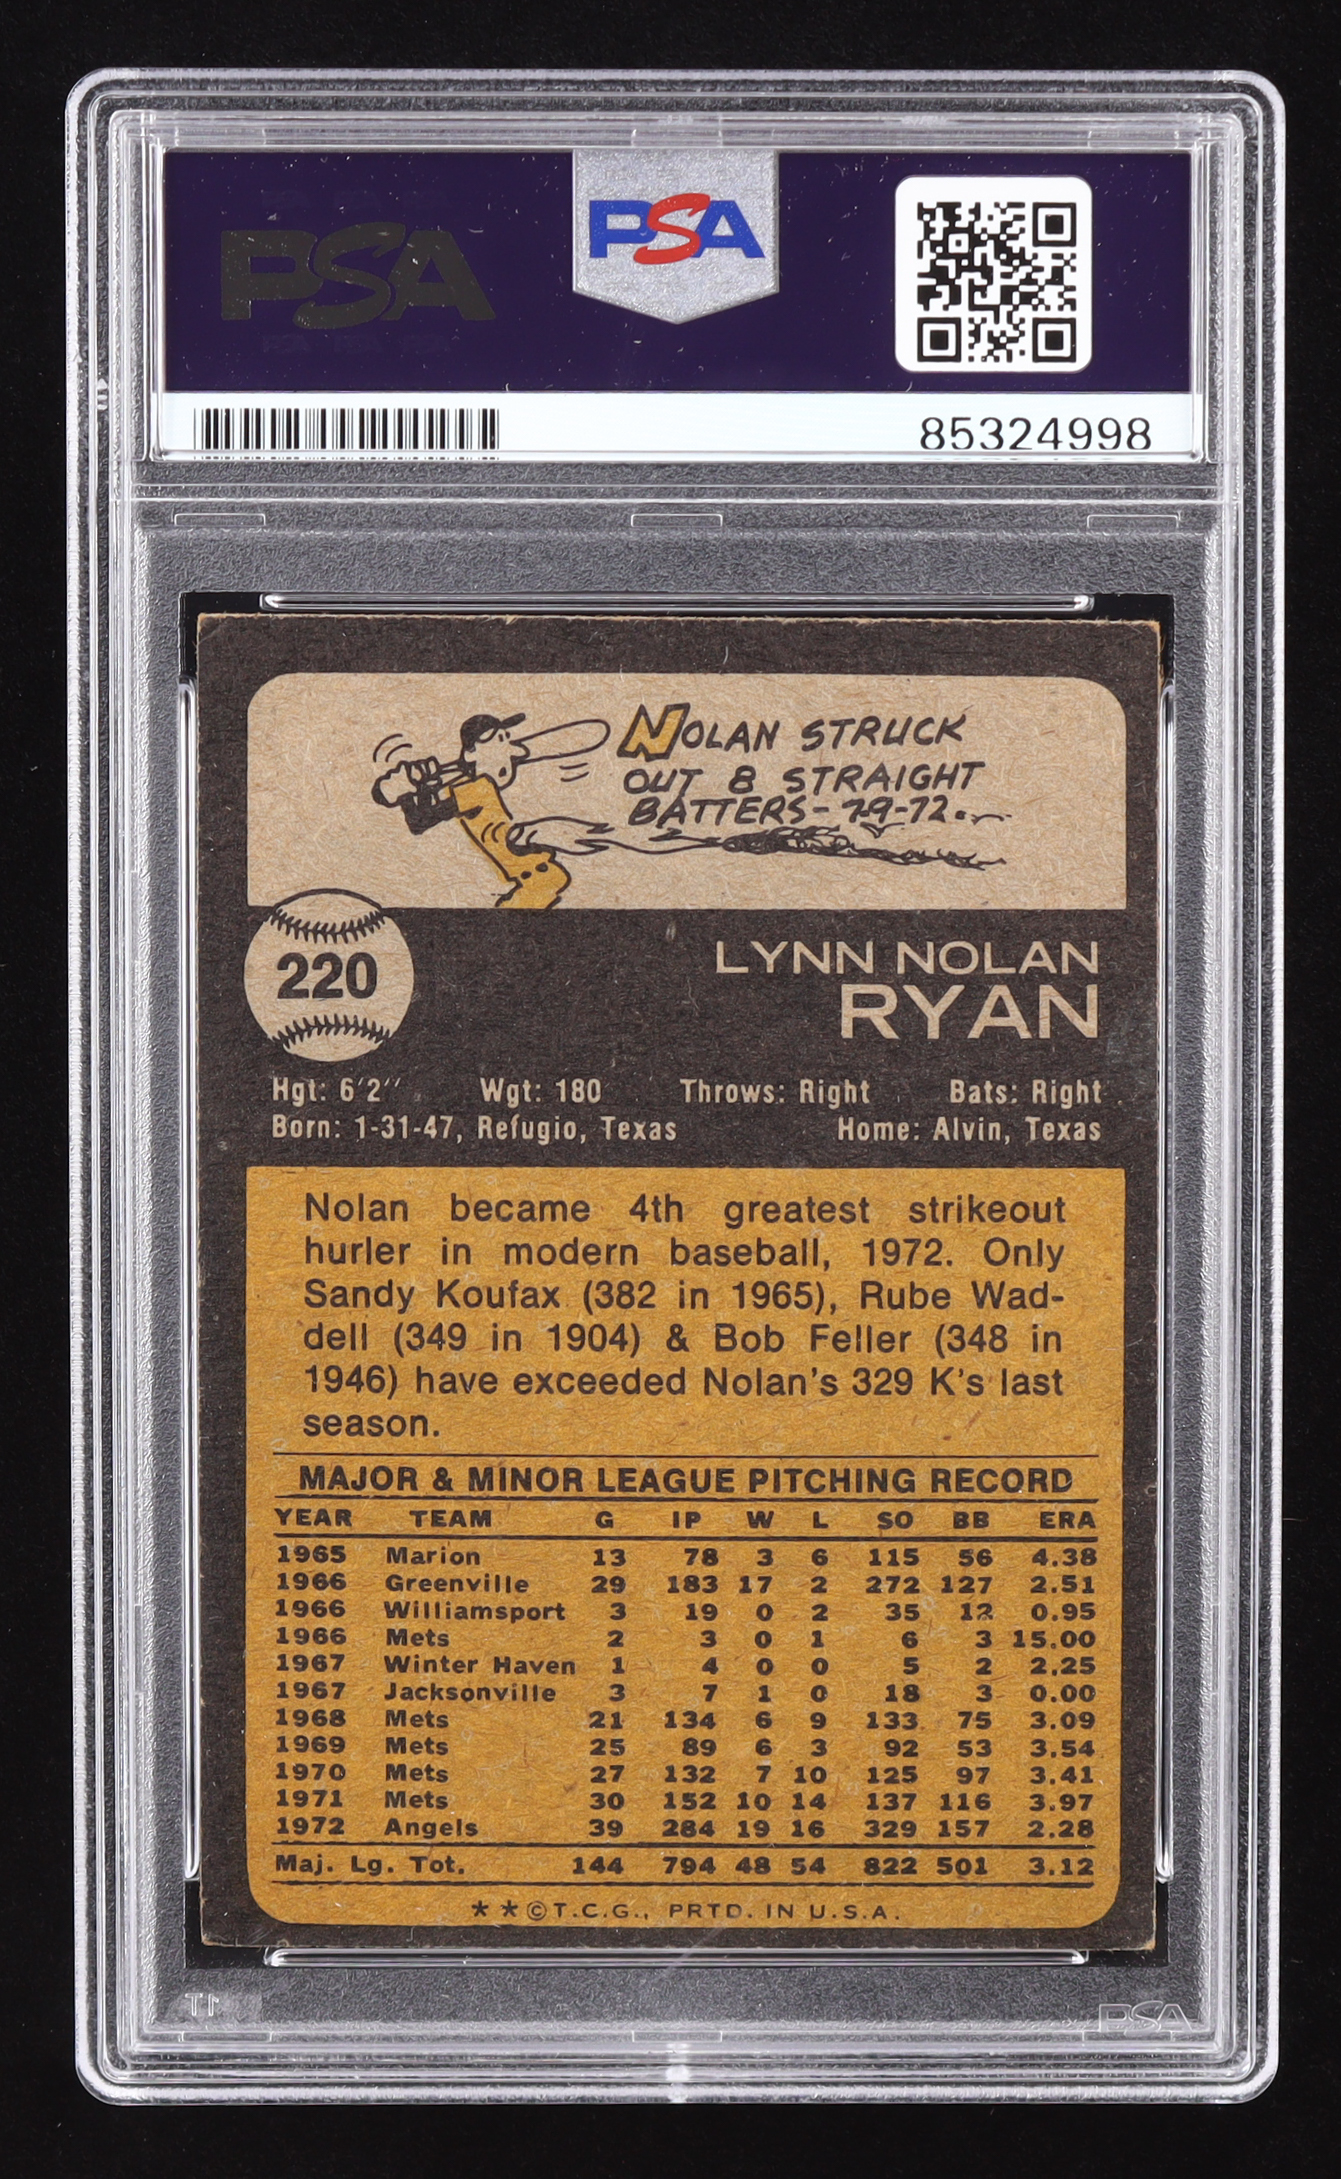 PSA
PSA
85324998
NOLAN STRUCK
OUT 8 STRAIGHT
BATTERS-7-9-72.
220
LYNN NOLAN
RYAN
Hgt: 6'2'' Wgt: 180 Throws: Right Bats: Right
Born: 1-31-47, Refugio, Texas Home: Alvin, Texas
Nolan became 4th greatest strikeout
hurler in modern baseball, 1972. Only
Sandy Koufax (382 in 1965), Rube Wad-
dell (349 in 1904) & Bob Feller (348 in
1946) have exceeded Nolan's 329 K's last
season.
MAJOR & MINOR LEAGUE PITCHING RECORD
YEAR TEAM G IP W L SO BB ERA
1965 Marion 13 78 3 6 115 56 4.38
1966 Greenville 29 183 17 2 272 127 2.51
1966 Williamsport 3 19 0 2 35 12 0.95
1966 Mets 2 3 0 1 6 3 15.00
1967 Winter Haven 1 4 0 0 5 2 2.25
1967 Jacksonville 3 7 1 0 18 3 0.00
1968 Mets 21 134 6 9 133 75 3.09
1969 Mets 25 89 6 3 92 53 3.54
1970 Mets 27 132 7 10 125 97 3.41
1971 Mets 30 152 10 14 137 116 3.97
1972 Angels 39 284 19 16 329 157 2.28
Maj. Lg. Tot. 144 794 48 54 822 501 3.12
**©T.C.G., PRTD. IN U.S.A.
PSA